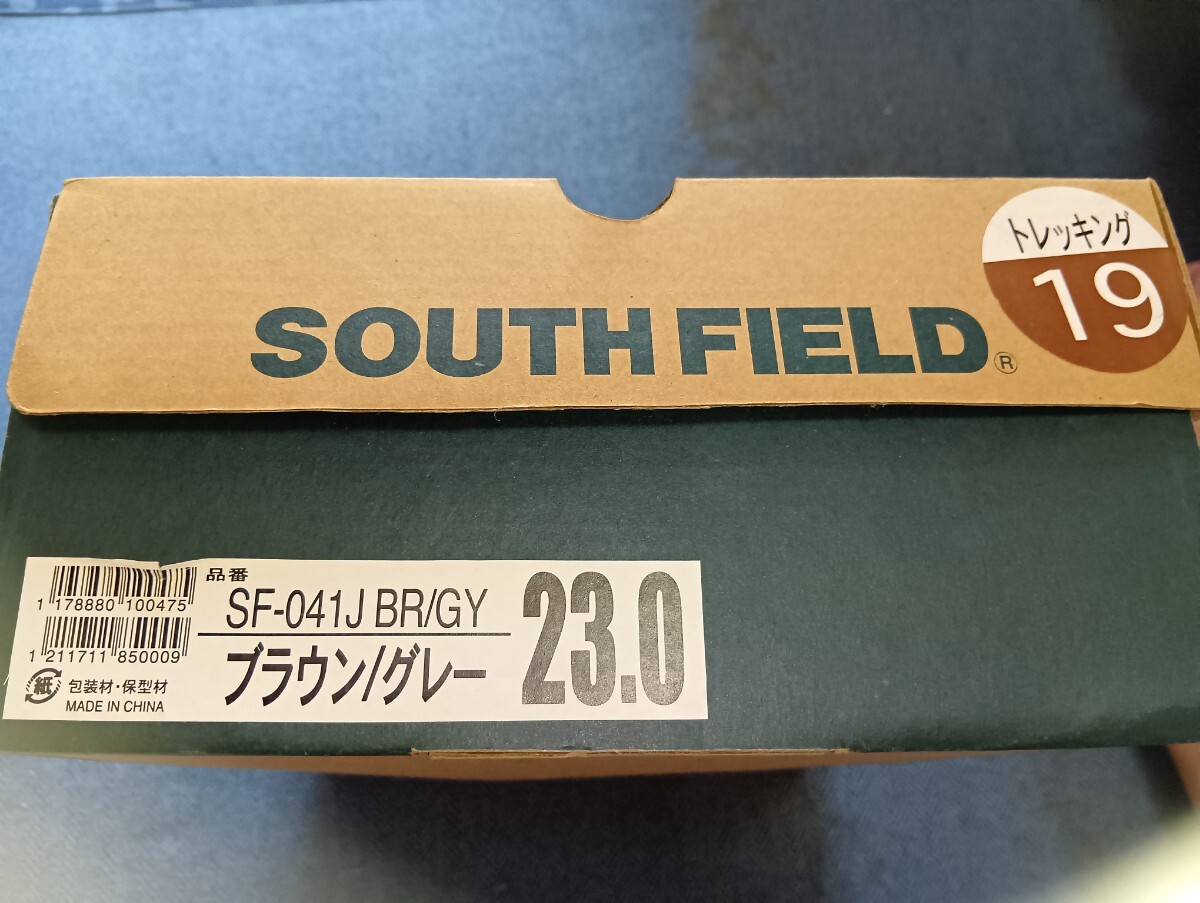 トレッキング
19
SOUTH FIELD®
1 178880 100475
1 211711 850009
紙 包装材・保型材
MADE IN CHINA
品番
SF-041J BR/GY
ブラウン/グレー
23.0